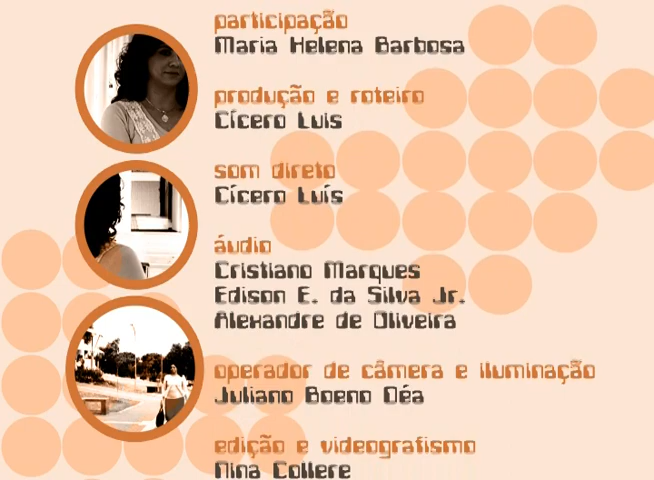 participação
Maria Helena Barbosa
produção e roteiro
Cícero Luis
som direto
Cícero Luís
áudio
Cristiano Marques
Edison E. da Silva Jr.
Alexandre de Oliveira
operador de câmera e iluminação
Juliano Boeno Déa
edição e videografismo
Nina Collere